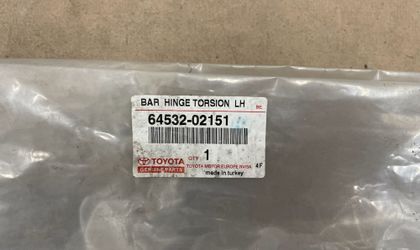 BAR HINGE TORSION LH
64532-02151
QTY 1
TOYOTA
GENUINE PARTS
TOYOTA MOTOR EUROPE NV/SA 4F
made in turkey